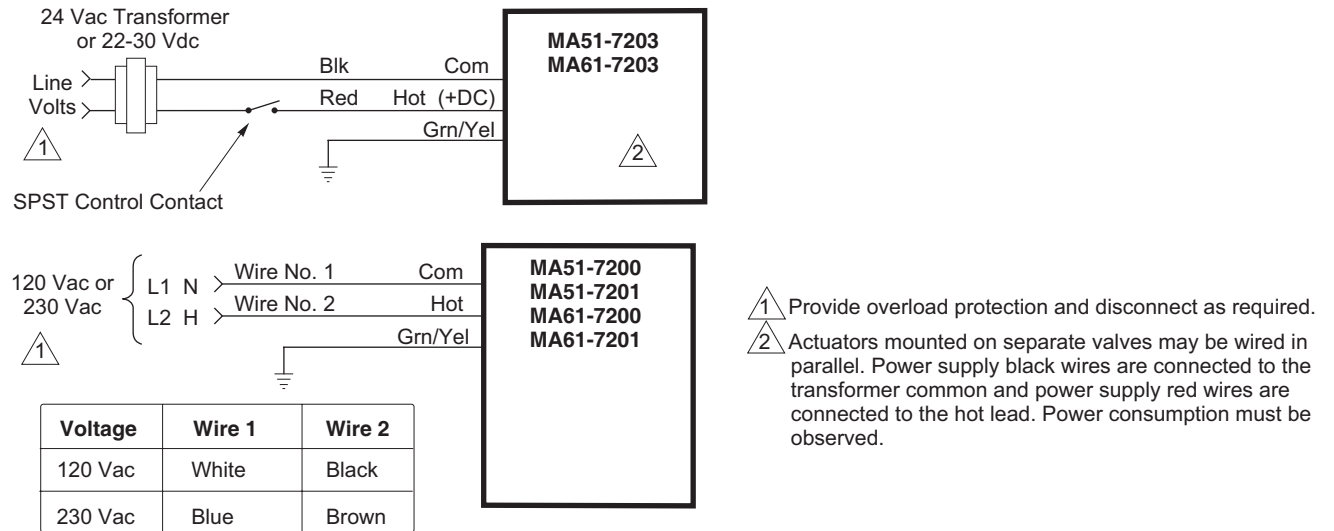 24 Vac Transformer
or 22-30 Vdc
Line
Volts
1
Blk
Com
Red
Hot (+DC)
Grn/Yel
SPST Control Contact
MA51-7203
MA61-7203
2
120 Vac or
230 Vac
1
L1 N
L2 H
Wire No. 1
Com
Wire No. 2
Hot
Grn/Yel
MA51-7200
MA51-7201
MA61-7200
MA61-7201
Voltage Wire 1 Wire 2
120 Vac White Black
230 Vac Blue Brown
1 Provide overload protection and disconnect as required.
2 Actuators mounted on separate valves may be wired in
parallel. Power supply black wires are connected to the
transformer common and power supply red wires are
connected to the hot lead. Power consumption must be
observed.